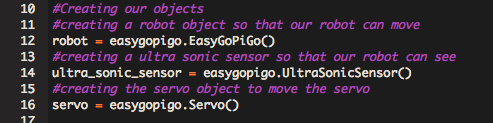 10 #Creating our objects
11 #creating a robot object so that our robot can move
12 robot = easygopigo.EasyGoPiGo()
13 #creating a ultra sonic sensor so that our robot can see
14 ultra_sonic_sensor = easygopigo.UltraSonicSensor()
15 #creating the servo object to move the servo
16 servo = easygopigo.Servo()
17